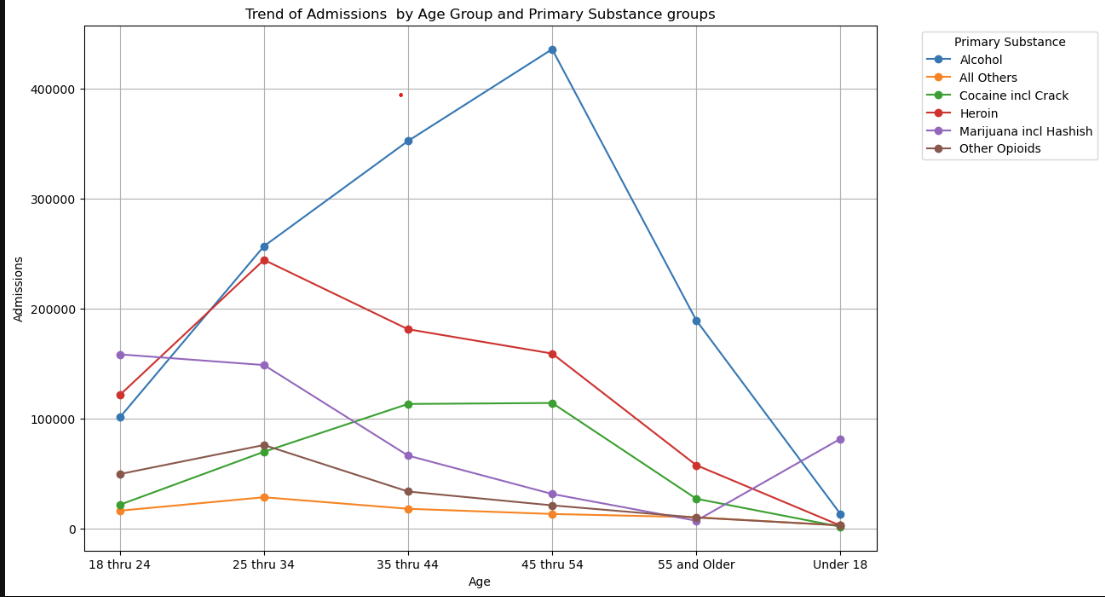 Trend of Admissions  by Age Group and Primary Substance groups
Primary Substance
Alcohol
All Others
Cocaine incl Crack
Heroin
Marijuana incl Hashish
Other Opioids
Admissions
400000
300000
200000
100000
0
18 thru 24
25 thru 34
35 thru 44
45 thru 54
55 and Older
Under 18
Age